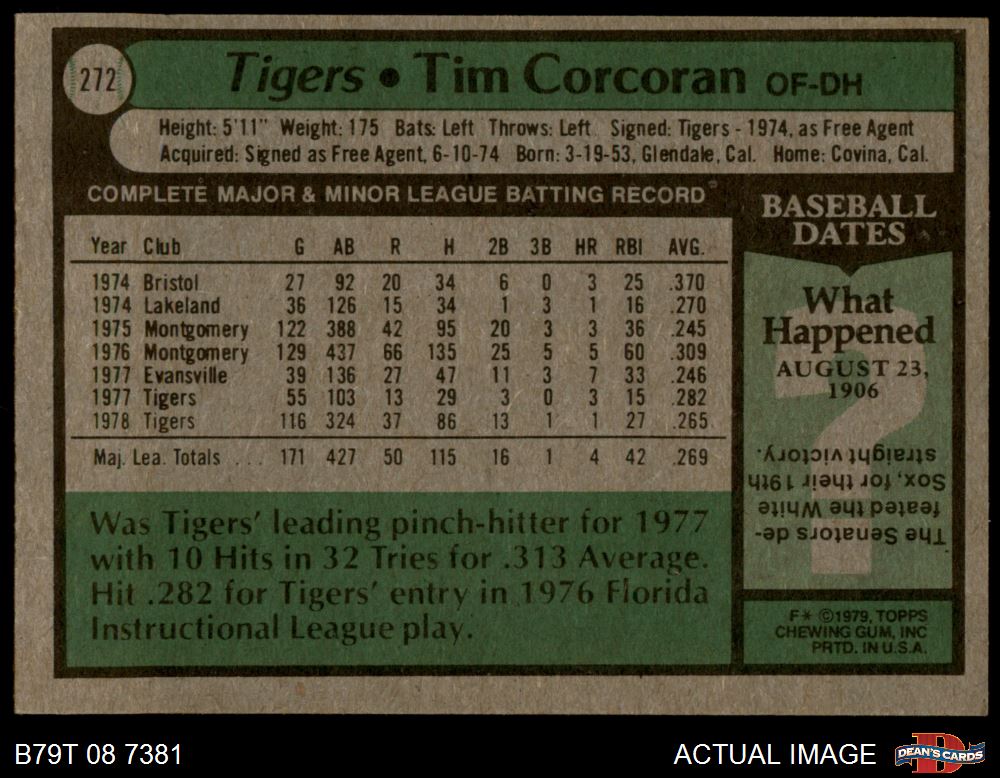 272
Tigers • Tim Corcoran OF-DH
Height: 5'11" Weight: 175 Bats: Left Throws: Left Signed: Tigers - 1974, as Free Agent
Acquired: Signed as Free Agent, 6-10-74 Born: 3-19-53, Glendale, Cal. Home: Covina, Cal.
COMPLETE MAJOR & MINOR LEAGUE BATTING RECORD
Year Club G AB R H 2B 3B HR RBI AVG.
1974 Bristol 27 92 20 34 6 0 3 25 .370
1974 Lakeland 36 126 15 34 1 3 1 16 .270
1975 Montgomery 122 388 42 95 20 3 3 36 .245
1976 Montgomery 129 437 66 135 25 5 5 60 .309
1977 Evansville 39 136 27 47 11 3 7 33 .246
1977 Tigers 55 103 13 29 3 0 3 15 .282
1978 Tigers 116 324 37 86 13 1 1 27 .265
Maj. Lea. Totals ... 171 427 50 115 16 1 4 42 .269
Was Tigers' leading pinch-hitter for 1977
with 10 Hits in 32 Tries for .313 Average.
Hit .282 for Tigers' entry in 1976 Florida
Instructional League play.
BASEBALL
DATES
What
Happened
AUGUST 23,
1906
?
The Senators de-
feated the White
Sox, for their 19th
straight victory.
F* ©1979, TOPPS
CHEWING GUM, INC
PRTD. IN U.S.A.
B79T 08 7381
ACTUAL IMAGE
DEAN'S CARDS